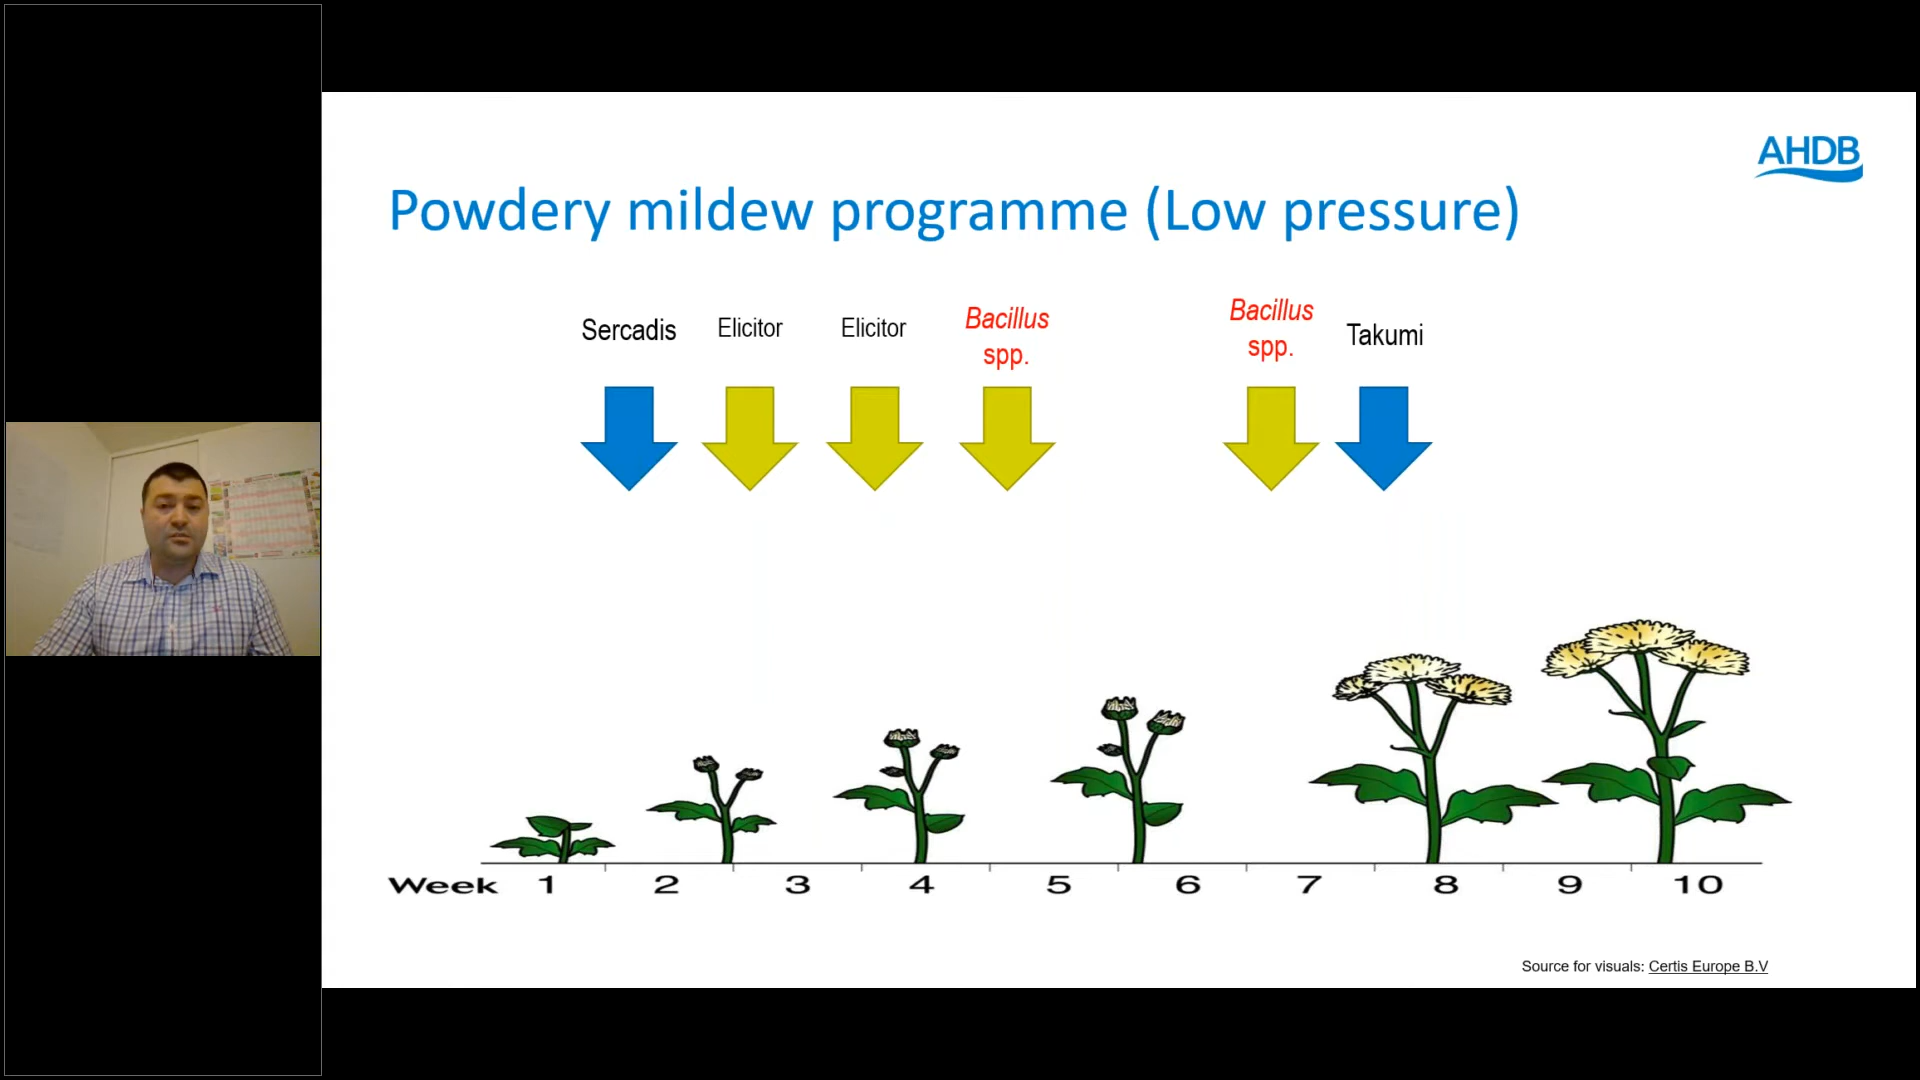 AHDB
Powdery mildew programme (Low pressure)
Sercadis
Elicitor
Elicitor
Bacillus
spp.
Bacillus
spp.
Takumi
Week 1 2 3 4 5 6 7 8 9 10
Source for visuals: Certis Europe B.V